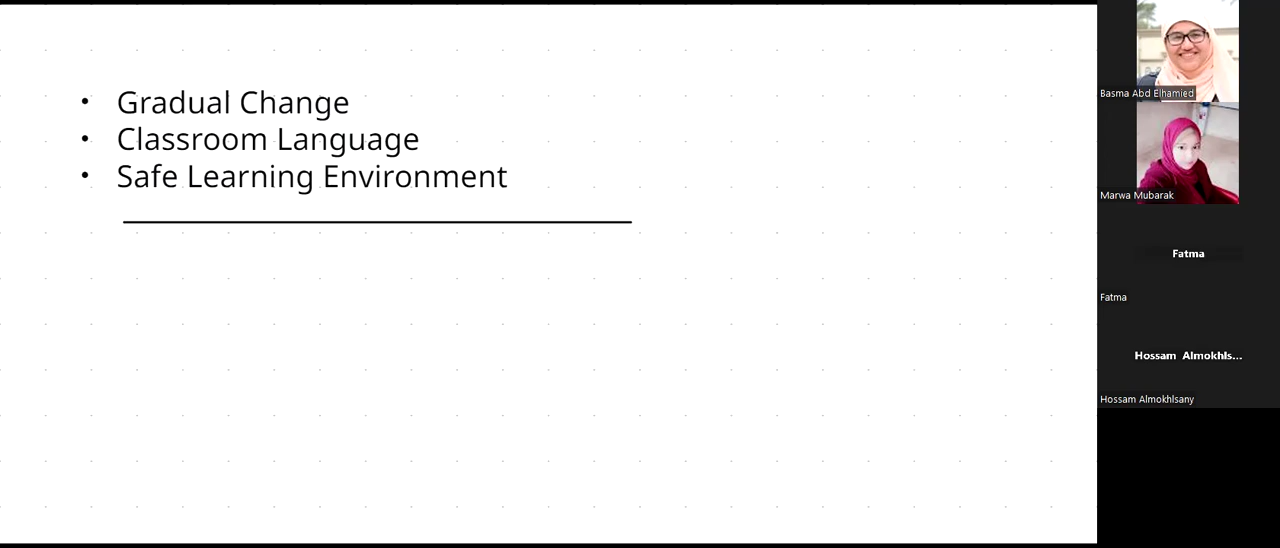 • Gradual Change
• Classroom Language
• Safe Learning Environment
Basma Abd Elhamied
Marwa Mubarak
Fatma
Fatma
Hossam Almokhls...
Hossam Almokhlsany